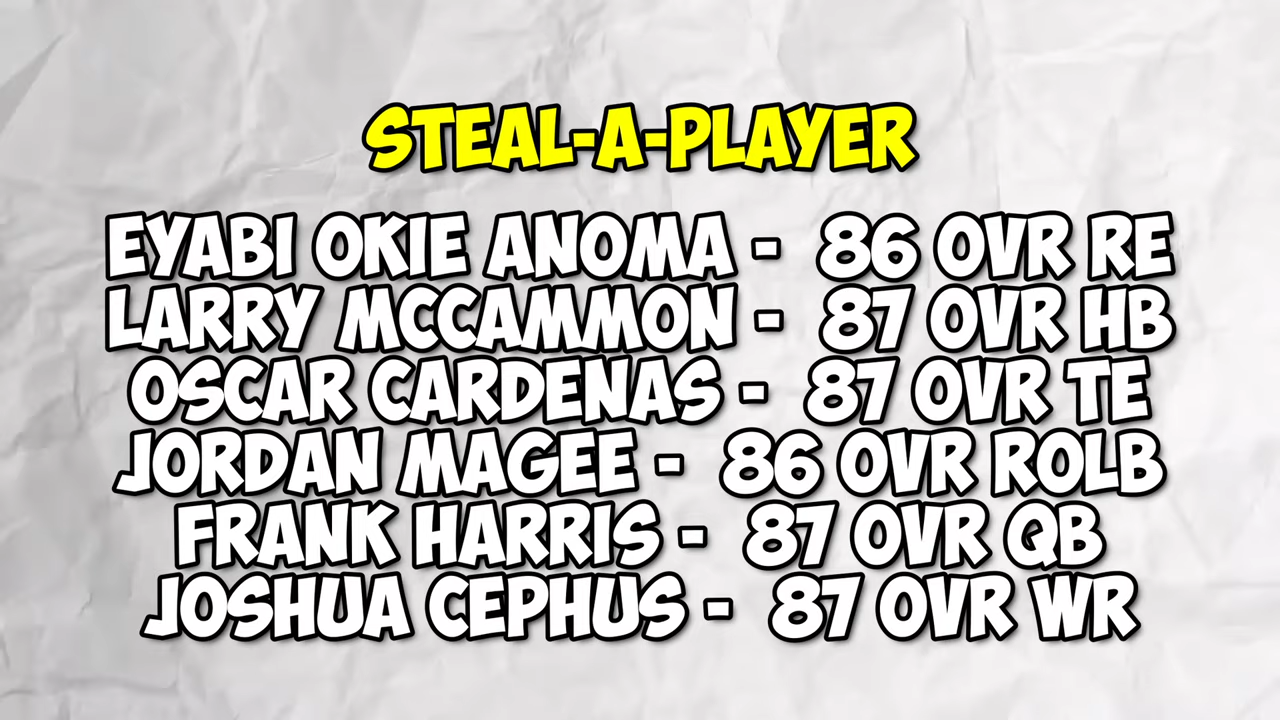 STEAL-A-PLAYER
EYABI OKIE ANOMA - 86 OVR RE
LARRY MCCAMMON - 87 OVR HB
OSCAR CARDENAS - 87 OVR TE
JORDAN MAGEE - 86 OVR ROLB
FRANK HARRIS - 87 OVR QB
JOSHUA CEPHUS - 87 OVR WR